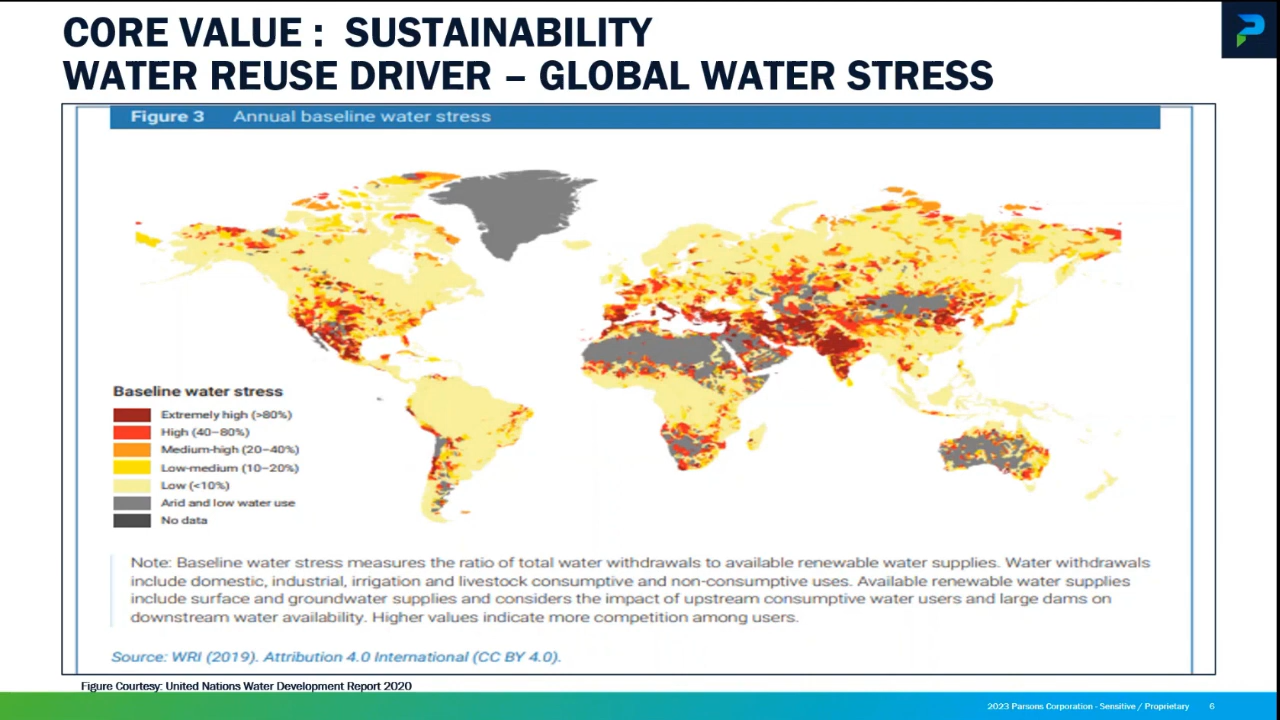 CORE VALUE : SUSTAINABILITY
WATER REUSE DRIVER – GLOBAL WATER STRESS
Figure 3 Annual baseline water stress
Baseline water stress
Extremely high (>80%)
High (40–80%)
Medium-high (20–40%)
Low-medium (10–20%)
Low (<10%)
Arid and low water use
No data
Note: Baseline water stress measures the ratio of total water withdrawals to available renewable water supplies. Water withdrawals
include domestic, industrial, irrigation and livestock consumptive and non-consumptive uses. Available renewable water supplies
include surface and groundwater supplies and considers the impact of upstream consumptive water users and large dams on
downstream water availability. Higher values indicate more competition among users.
Source: WRI (2019). Attribution 4.0 International (CC BY 4.0).
Figure Courtesy: United Nations Water Development Report 2020
2023 Parsons Corporation - Sensitive / Proprietary 6